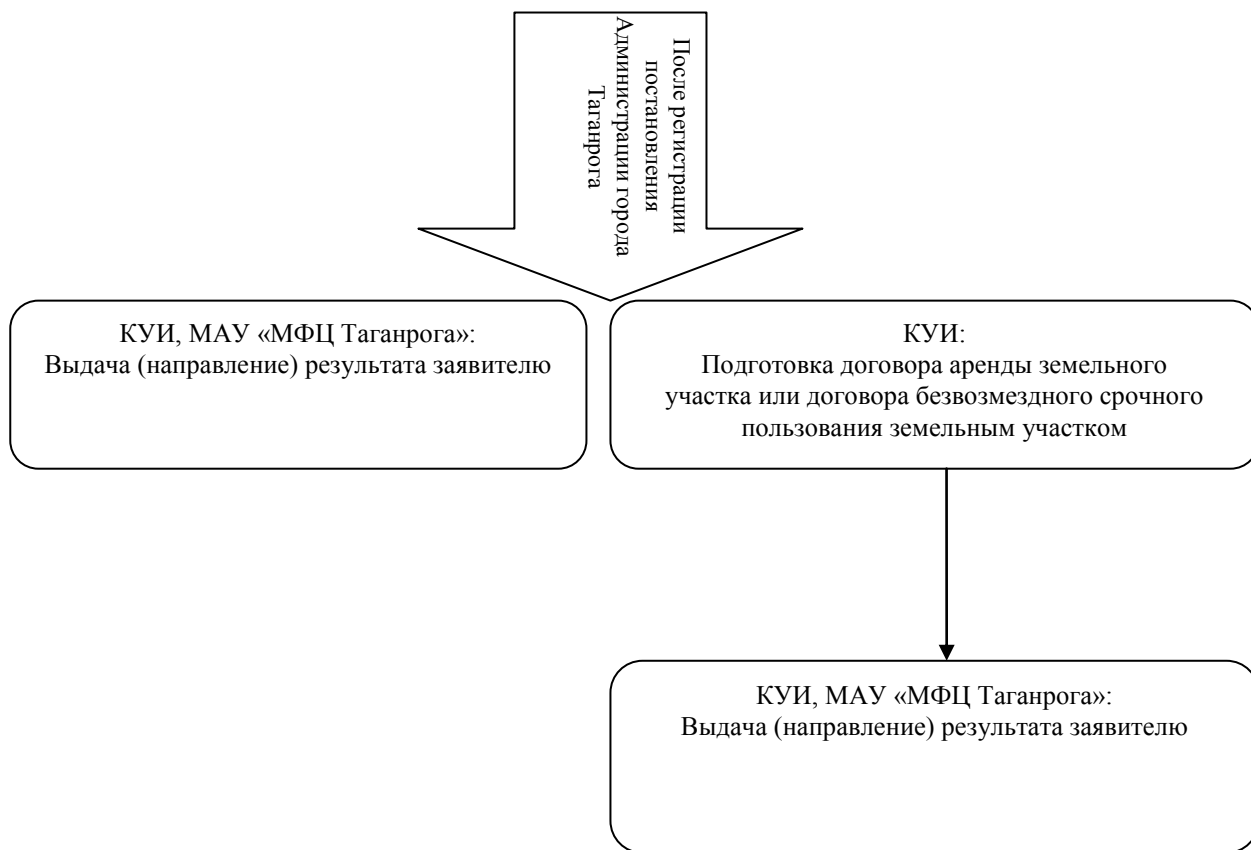 После регистрации
постановления
Администрации города
Таганрога
КУИ, МАУ «МФЦ Таганрога»:
Выдача (направление) результата заявителю
КУИ:
Подготовка договора аренды земельного
участка или договора безвозмездного срочного
пользования земельным участком
КУИ, МАУ «МФЦ Таганрога»:
Выдача (направление) результата заявителю